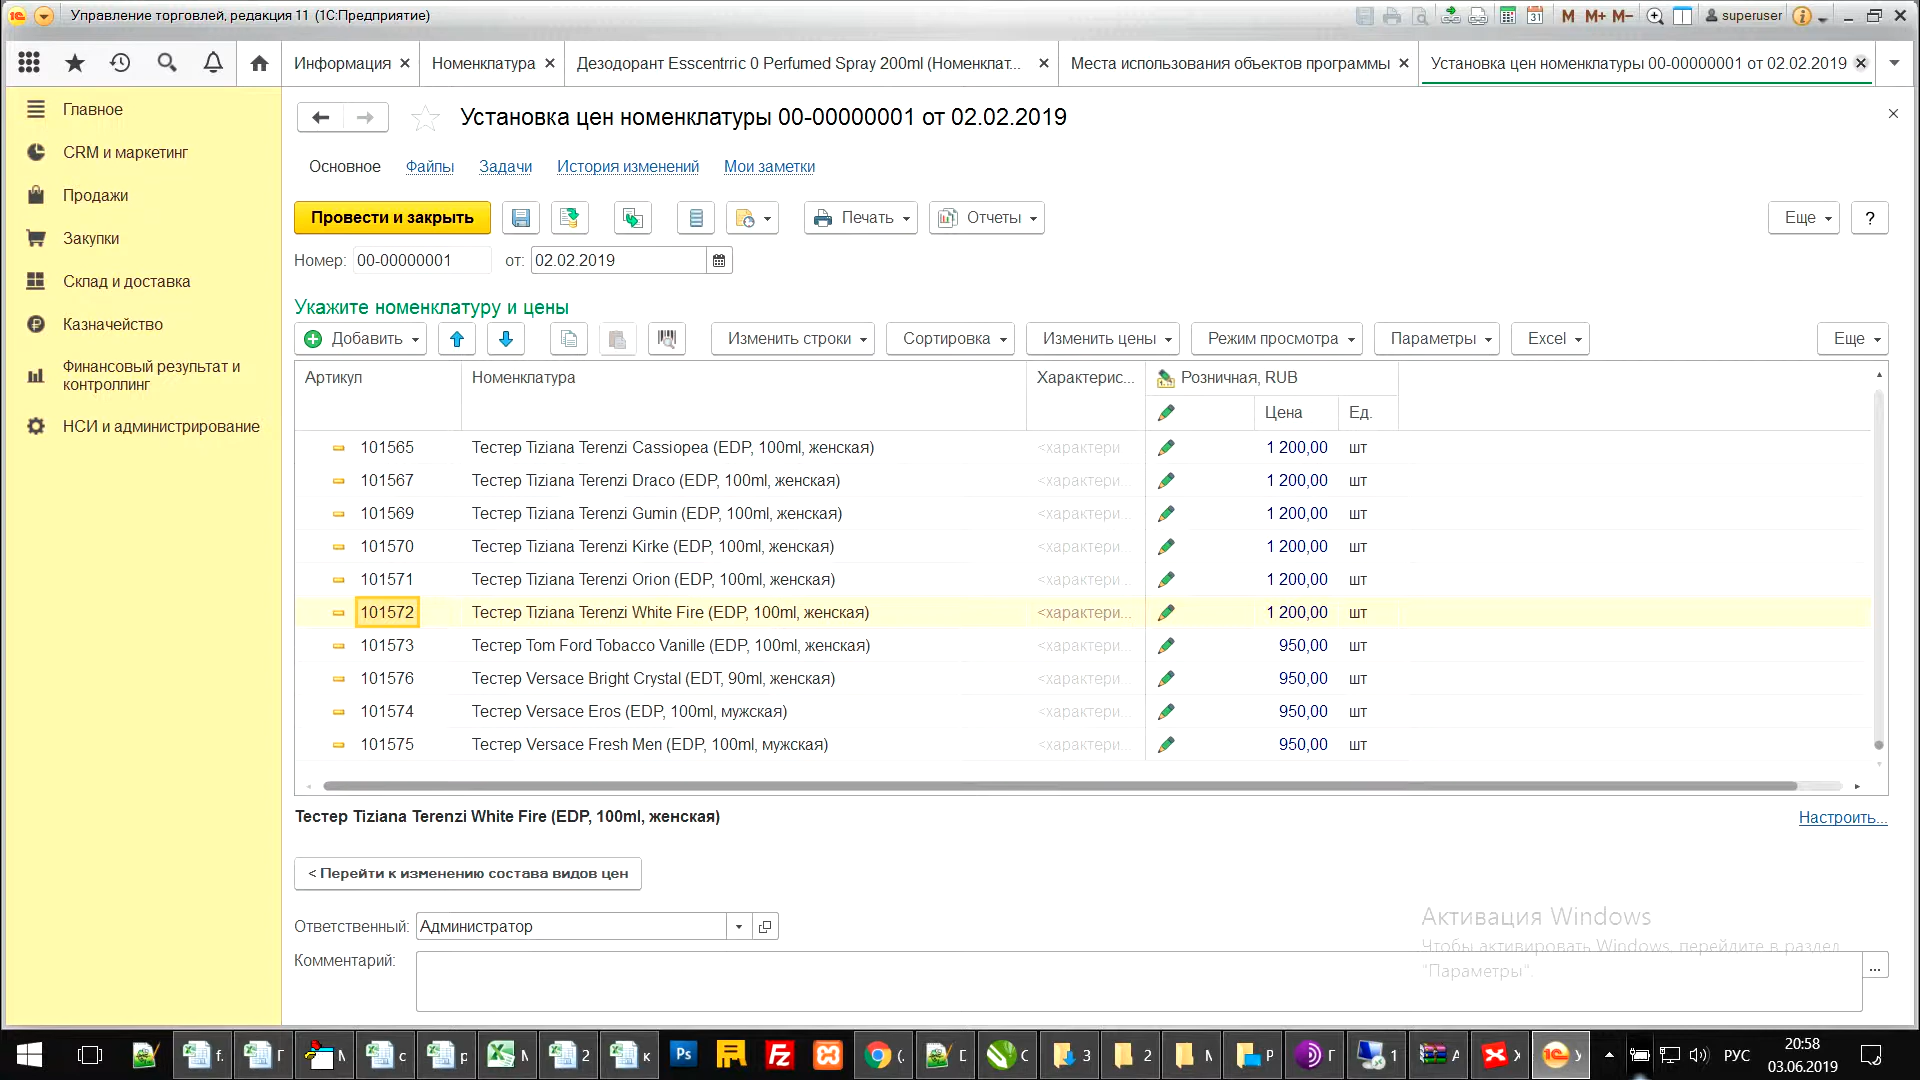 Управление торговлей, редакция 11 (1С:Предприятие)
M M+ M− superuser
Информация
Номенклатура
Дезодорант Esscentrric 0 Perfumed Spray 200ml (Номенклат...
Места использования объектов программы
Установка цен номенклатуры 00-00000001 от 02.02.2019
Главное
CRM и маркетинг
Продажи
Закупки
Склад и доставка
Казначейство
Финансовый результат и
контроллинг
НСИ и администрирование
Установка цен номенклатуры 00-00000001 от 02.02.2019
Основное Файлы Задачи История изменений Мои заметки
Провести и закрыть Печать Отчеты Еще ?
Номер: 00-00000001 от: 02.02.2019
Укажите номенклатуру и цены
Добавить Изменить строки Сортировка Изменить цены Режим просмотра Параметры Excel Еще
Артикул Номенклатура Характерис... Розничная, RUB
Цена Ед.
101565 Тестер Tiziana Terenzi Cassiopea (EDP, 100ml, женская) <характери 1 200,00 шт
101567 Тестер Tiziana Terenzi Draco (EDP, 100ml, женская) <характери... 1 200,00 шт
101569 Тестер Tiziana Terenzi Gumin (EDP, 100ml, женская) <характери... 1 200,00 шт
101570 Тестер Tiziana Terenzi Kirke (EDP, 100ml, женская) <характери... 1 200,00 шт
101571 Тестер Tiziana Terenzi Orion (EDP, 100ml, женская) <характери... 1 200,00 шт
101572 Тестер Tiziana Terenzi White Fire (EDP, 100ml, женская) <характери... 1 200,00 шт
101573 Тестер Tom Ford Tobacco Vanille (EDP, 100ml, женская) <характери... 950,00 шт
101576 Тестер Versace Bright Crystal (EDT, 90ml, женская) <характери... 950,00 шт
101574 Тестер Versace Eros (EDP, 100ml, мужская) <характери... 950,00 шт
101575 Тестер Versace Fresh Men (EDP, 100ml, мужская) <характери... 950,00 шт
Тестер Tiziana Terenzi White Fire (EDP, 100ml, женская) Настроить...
< Перейти к изменению состава видов цен
Ответственный: Администратор
Комментарий: ...
Активация Windows
Чтобы активировать Windows, перейдите в раздел
"Параметры".
РУС
20:58
03.06.2019